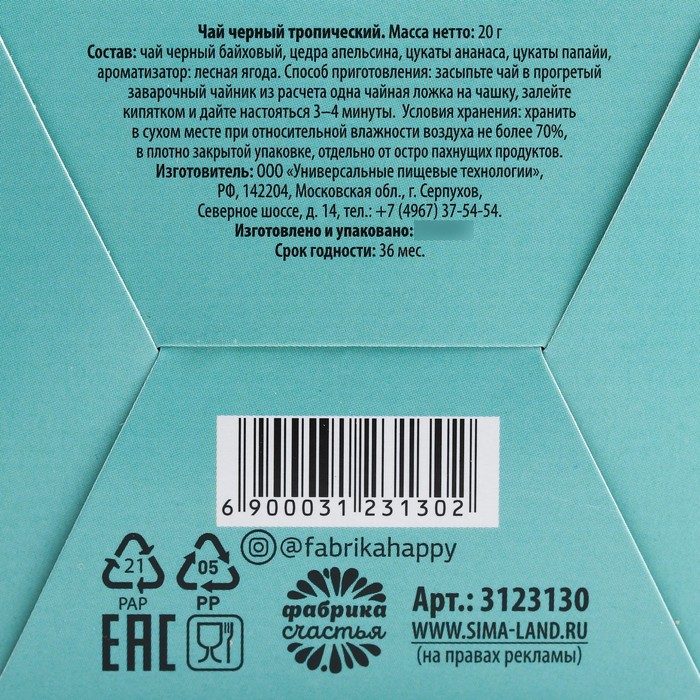 Чай черный тропический. Масса нетто: 20 г
Состав: чай черный байховый, цедра апельсина, цукаты ананаса, цукаты папайи,
ароматизатор: лесная ягода. Способ приготовления: засыпьте чай в прогретый
заварочный чайник из расчета одна чайная ложка на чашку, залейте
кипятком и дайте настояться 3–4 минуты. Условия хранения: хранить
в сухом месте при относительной влажности воздуха не более 70%,
в плотно закрытой упаковке, отдельно от остро пахнущих продуктов.
Изготовитель: ООО «Универсальные пищевые технологии»,
РФ, 142204, Московская обл., г. Серпухов,
Северное шоссе, д. 14, тел.: +7 (4967) 37-54-54.
Изготовлено и упаковано:
Срок годности: 36 мес.
6 900031 231302
@fabrikahappy
21
PAP
05
PP
EAC
фабрика
счастья
Арт.: 3123130
WWW.SIMA-LAND.RU
(на правах рекламы)